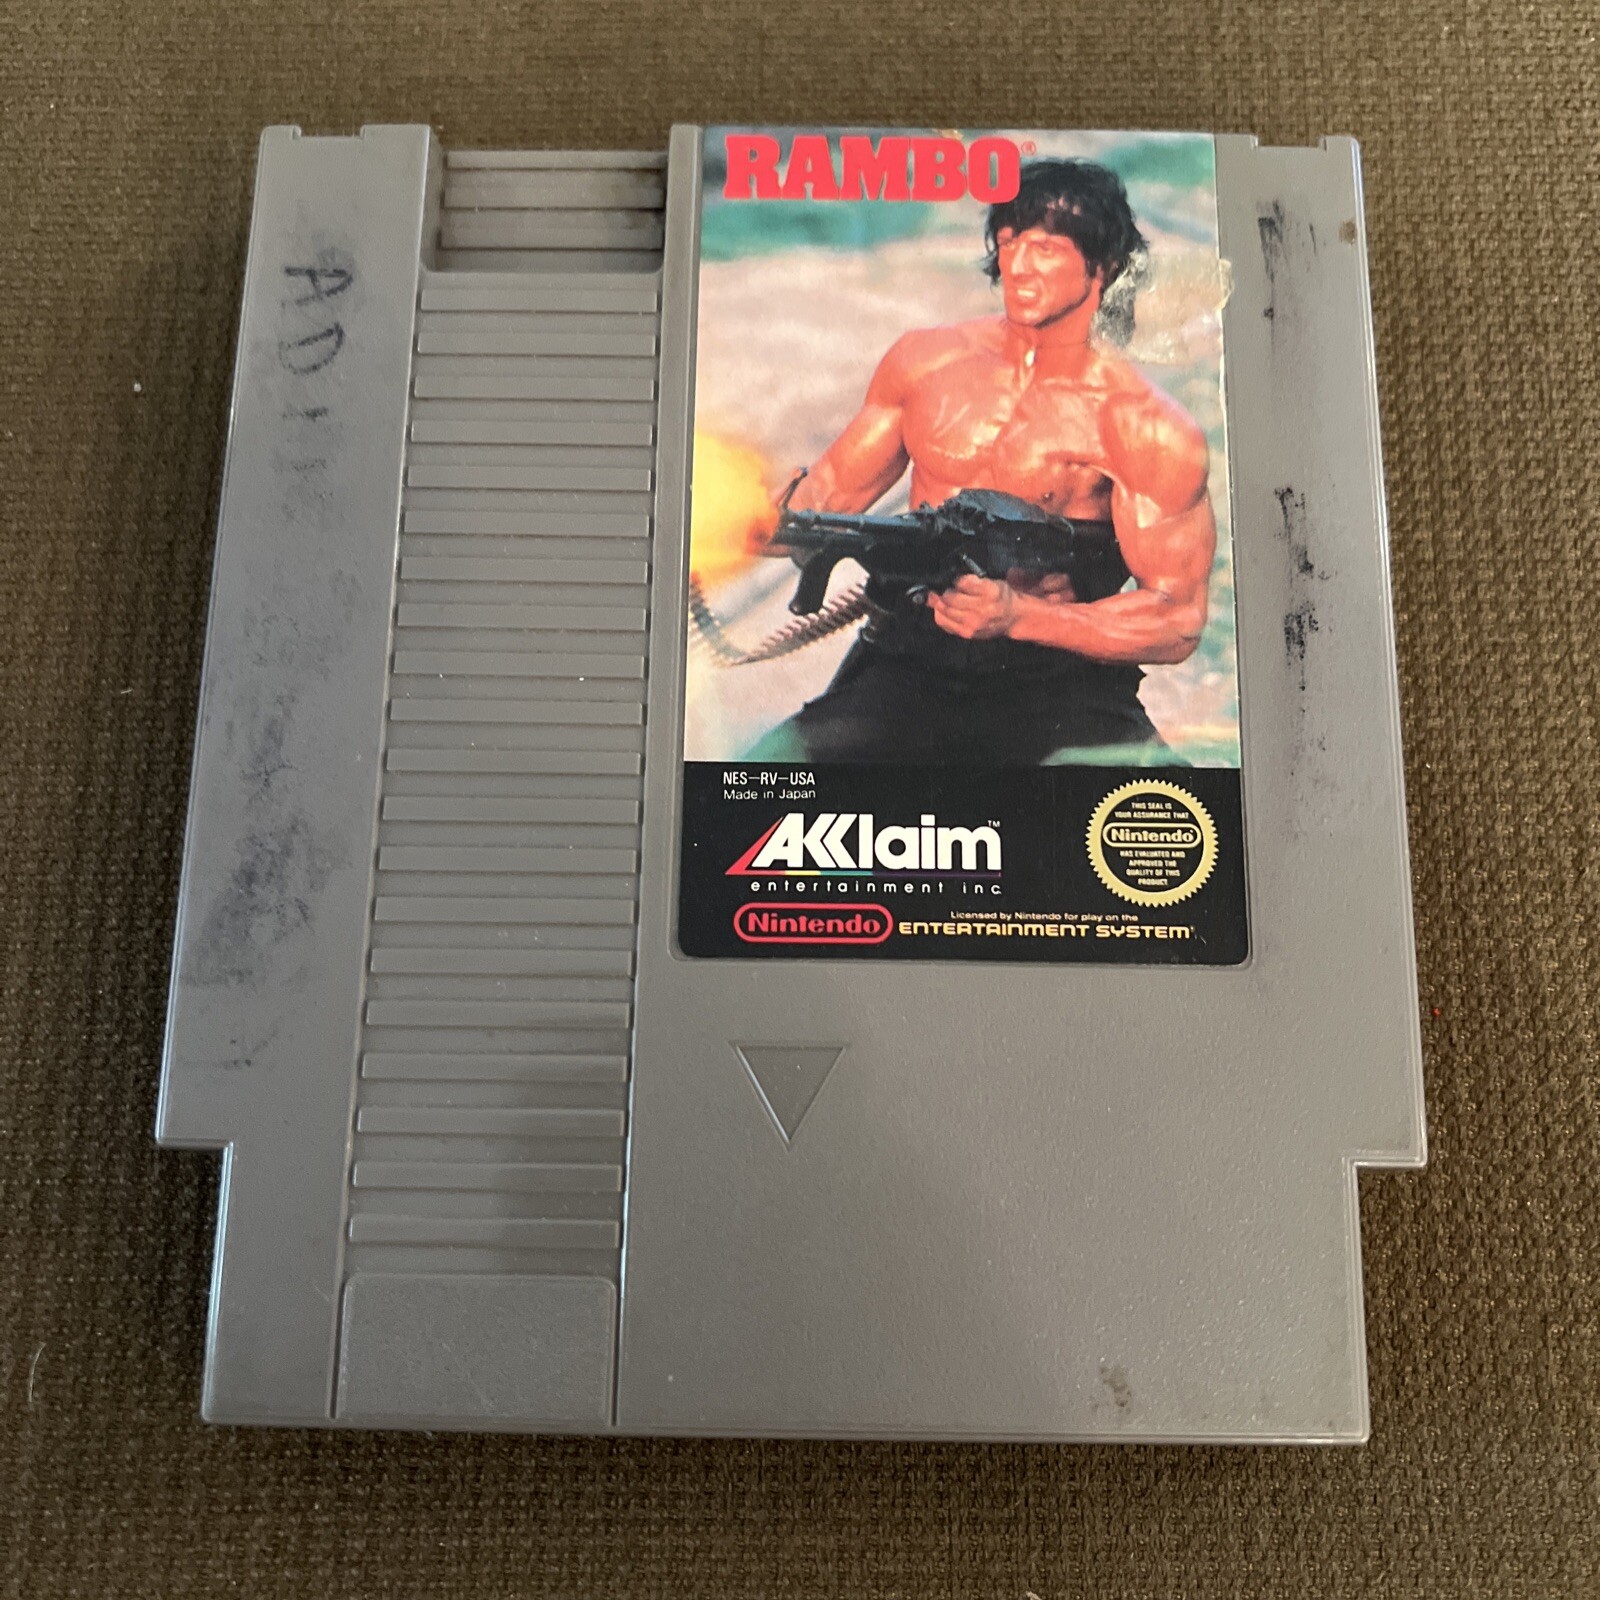 RAMBO®
NES-RV-USA
Made in Japan
AKKlaim™
entertainment inc.
THIS SEAL IS
YOUR ASSURANCE THAT
Nintendo
HAS EVALUATED AND
APPROVED THE
QUALITY OF THIS
PRODUCT.
Nintendo
Licensed by Nintendo for play on the
ENTERTAINMENT SYSTEM
AD